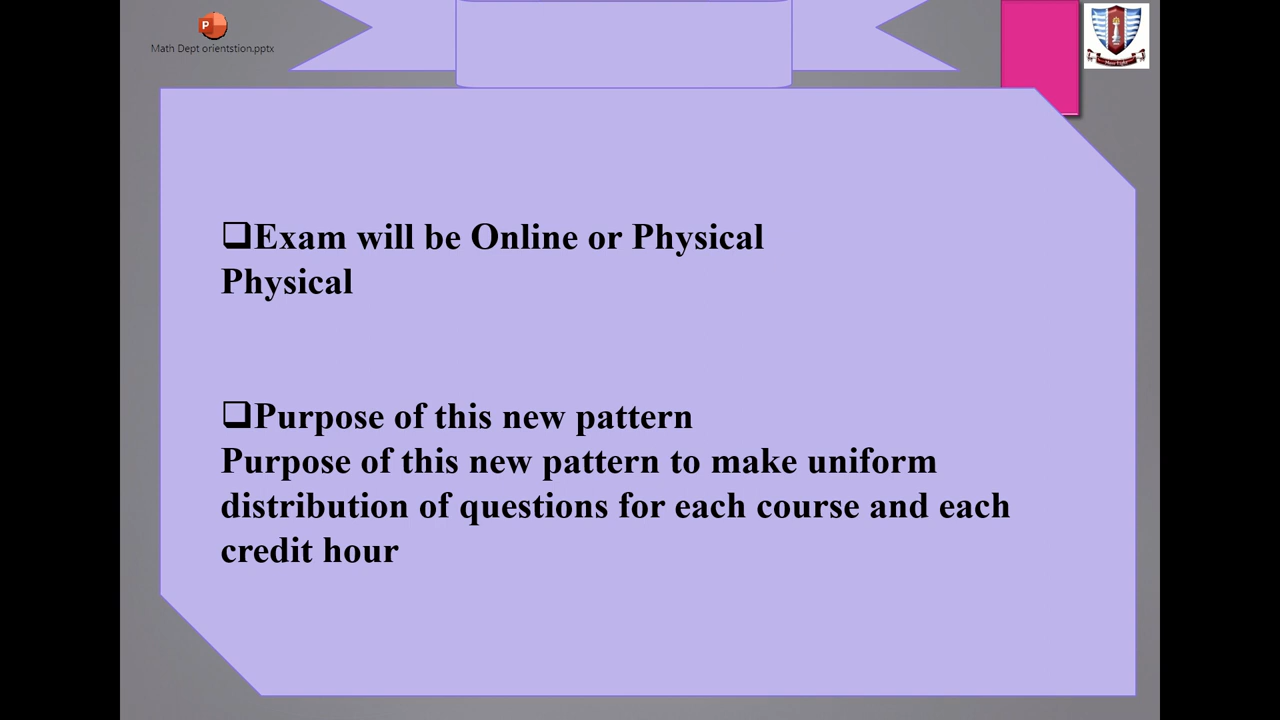 Math Dept orientstion.pptx
❑Exam will be Online or Physical
Physical
❑Purpose of this new pattern
Purpose of this new pattern to make uniform
distribution of questions for each course and each
credit hour